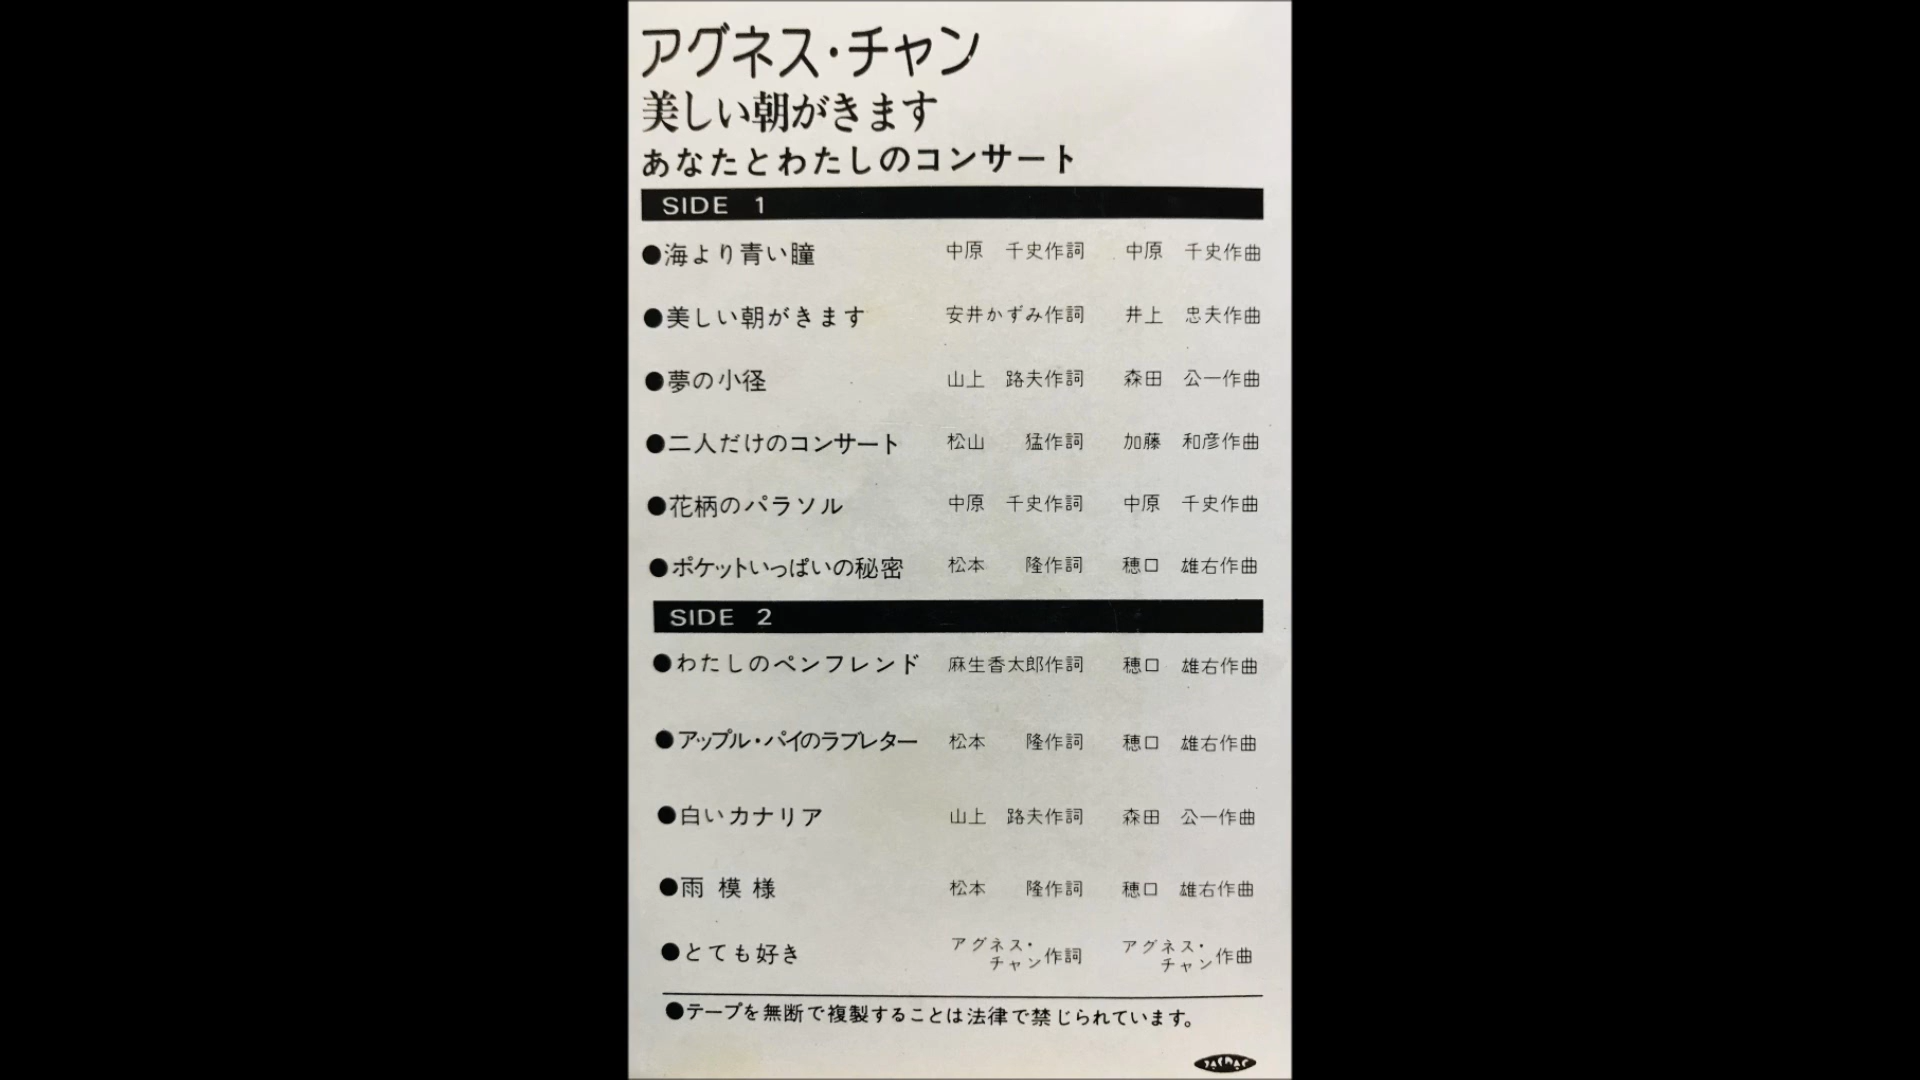 アグネス・チャン
美しい朝がきます
あなたとわたしのコンサート
SIDE 1
●海より青い瞳 中原 千史作詞 中原 千史作曲
●美しい朝がきます 安井かずみ作詞 井上 忠夫作曲
●夢の小径 山上 路夫作詞 森田 公一作曲
●二人だけのコンサート 松山 猛作詞 加藤 和彦作曲
●花柄のパラソル 中原 千史作詞 中原 千史作曲
●ポケットいっぱいの秘密 松本 隆作詞 穂口 雄右作曲
SIDE 2
●わたしのペンフレンド 麻生香太郎作詞 穂口 雄右作曲
●アップル・パイのラブレター 松本 隆作詞 穂口 雄右作曲
●白いカナリア 山上 路夫作詞 森田 公一作曲
●雨模様 松本 隆作詞 穂口 雄右作曲
●とても好き アグネス・チャン作詞 アグネス・チャン作曲
●テープを無断で複製することは法律で禁じられています。
JASRAC